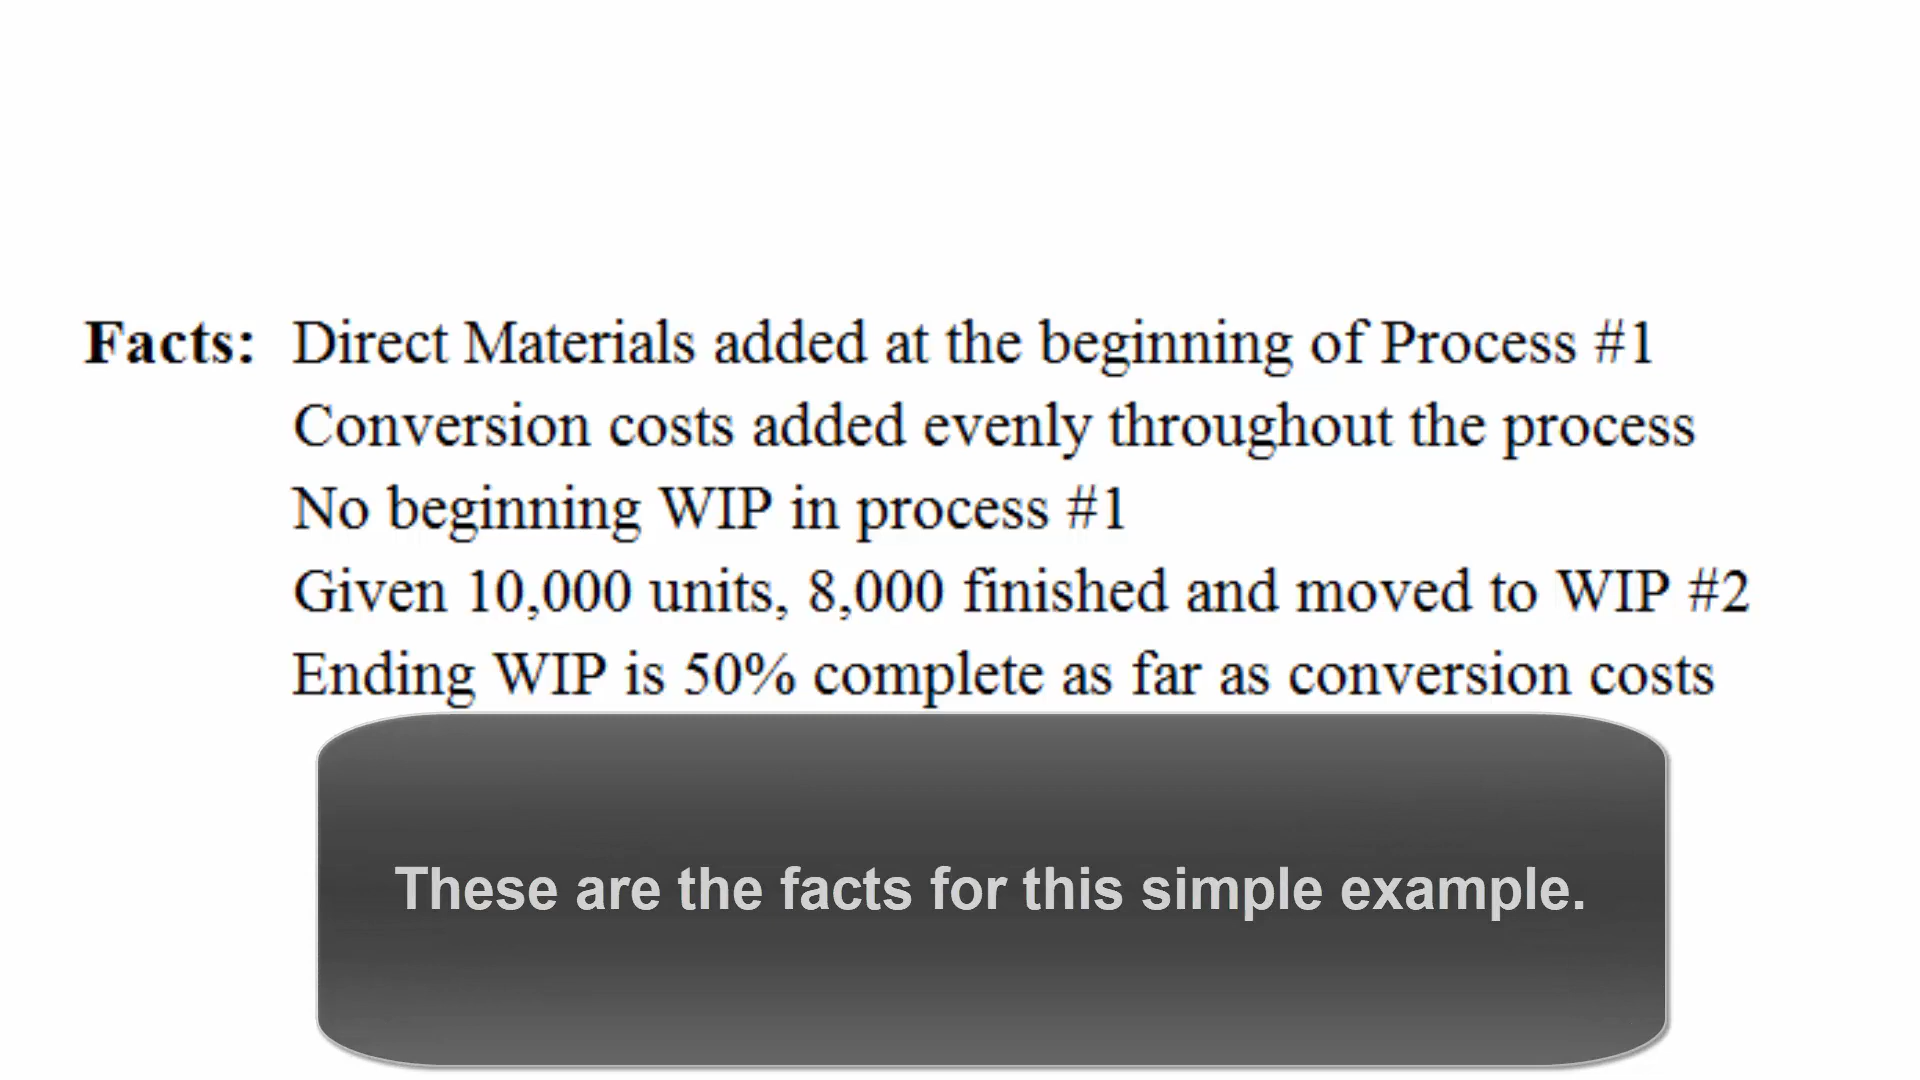 Facts: Direct Materials added at the beginning of Process #1
Conversion costs added evenly throughout the process
No beginning WIP in process #1
Given 10,000 units, 8,000 finished and moved to WIP #2
Ending WIP is 50% complete as far as conversion costs
These are the facts for this simple example.